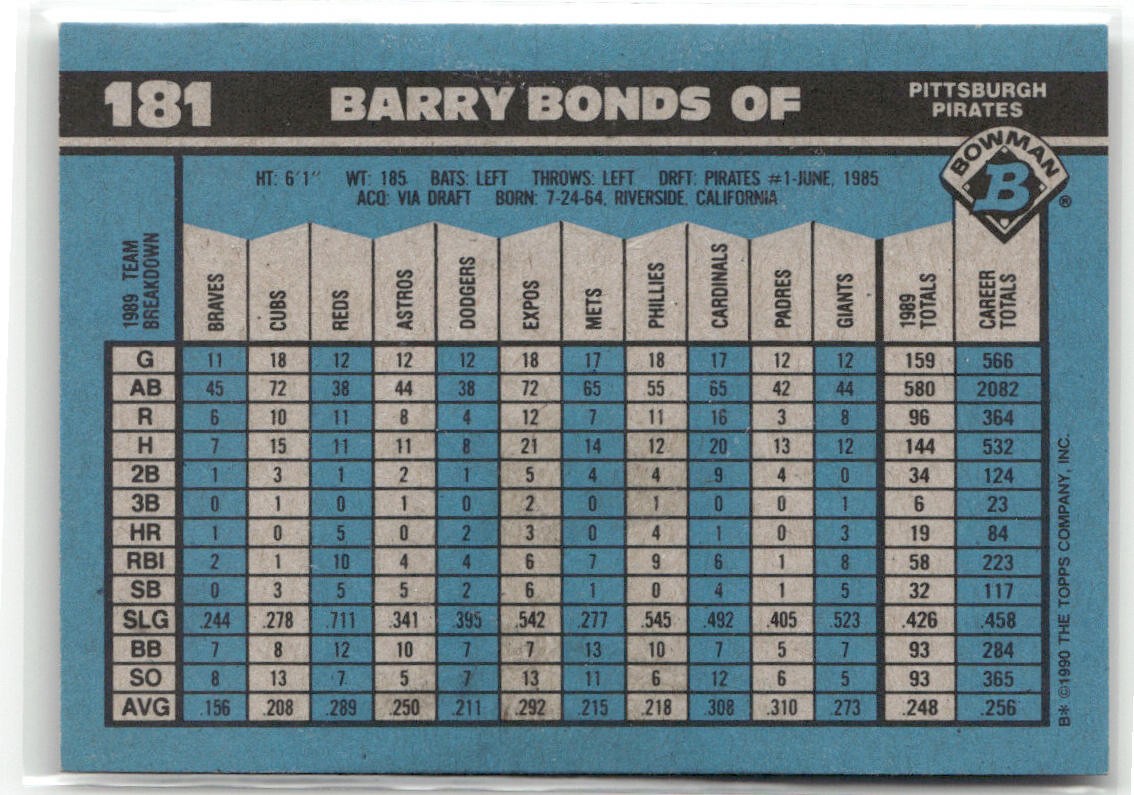 181 BARRY BONDS OF PITTSBURGH PIRATES
BOWMAN B ®
HT: 6'1" WT: 185 BATS: LEFT THROWS: LEFT DRFT: PIRATES #1-JUNE, 1985
ACQ: VIA DRAFT BORN: 7-24-64, RIVERSIDE, CALIFORNIA
1989 TEAM BREAKDOWN BRAVES CUBS REDS ASTROS DODGERS EXPOS METS PHILLIES CARDINALS PADRES GIANTS 1989 TOTALS CAREER TOTALS
G 11 18 12 12 12 18 17 18 17 12 12 159 566
AB 45 72 38 44 38 72 65 55 65 42 44 580 2082
R 6 10 11 8 4 12 7 11 16 3 8 96 364
H 7 15 11 11 8 21 14 12 20 13 12 144 532
2B 1 3 1 2 1 5 4 4 9 4 0 34 124
3B 0 1 0 1 0 2 0 1 0 0 1 6 23
HR 1 0 5 0 2 3 0 4 1 0 3 19 84
RBI 2 1 10 4 4 6 7 9 6 1 8 58 223
SB 0 3 5 5 2 6 1 0 4 1 5 32 117
SLG .244 .278 .711 .341 .395 .542 .277 .545 .492 .405 .523 .426 .458
BB 7 8 12 10 7 7 13 10 7 5 7 93 284
SO 8 13 7 5 7 13 11 6 12 6 5 93 365
AVG .156 .208 .289 .250 .211 .292 .215 .218 .308 .310 .273 .248 .256
B* ©1990 THE TOPPS COMPANY, INC.